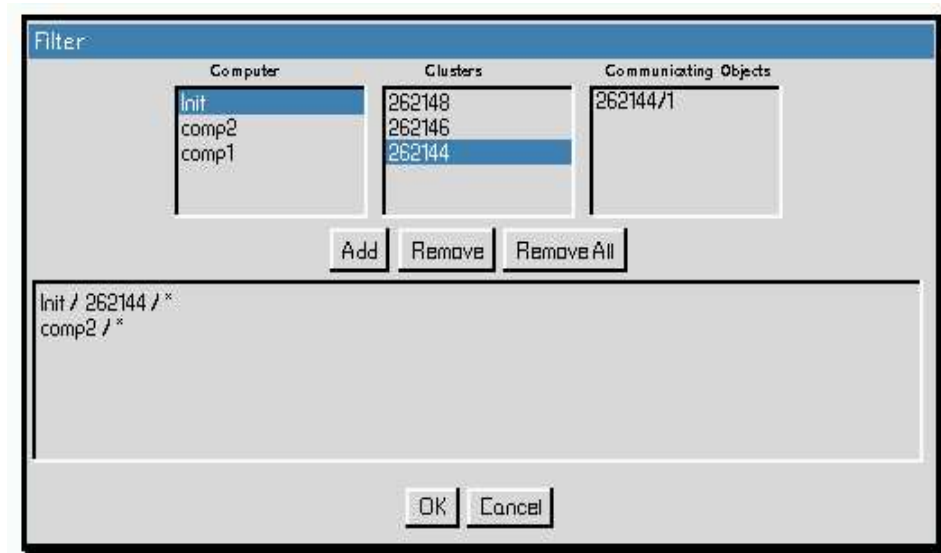 Filter
Computer Clusters Communicating Objects
Init 262148 262144/1
comp2 262146
comp1 262144
Add Remove Remove All
Init / 262144 / *
comp2 / *
OK Cancel